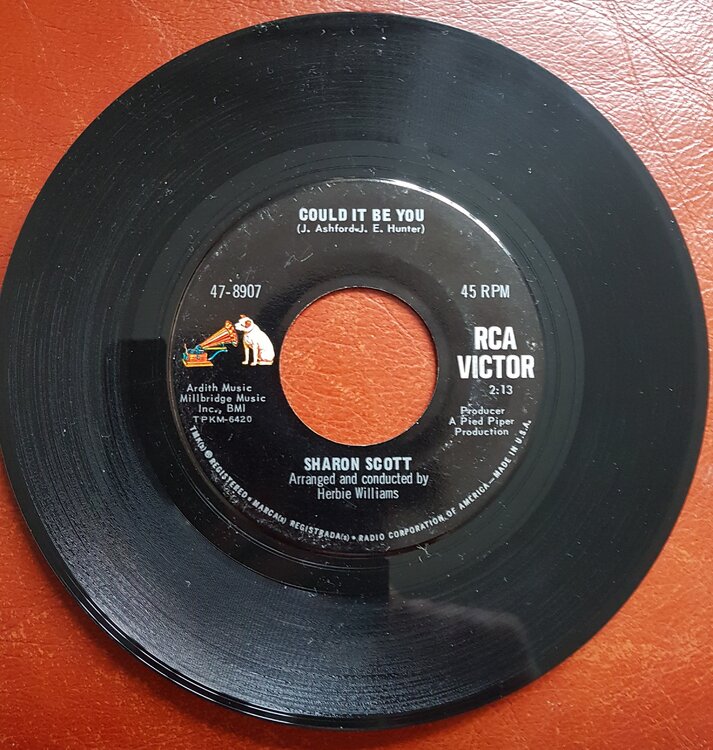 COULD IT BE YOU
(J. Ashford-J. E. Hunter)
47-8907
45 RPM
RCA
VICTOR
2:13
Ardith Music
Millbridge Music
Inc., BMI
TPKM-6420
Producer
A Pied Piper
Production
SHARON SCOTT
Arranged and conducted by
Herbie Williams
TMK(s) ® REGISTERED • MARCA(s) REGISTRADA(s) • RADIO CORPORATION OF AMERICA—MADE IN U.S.A.